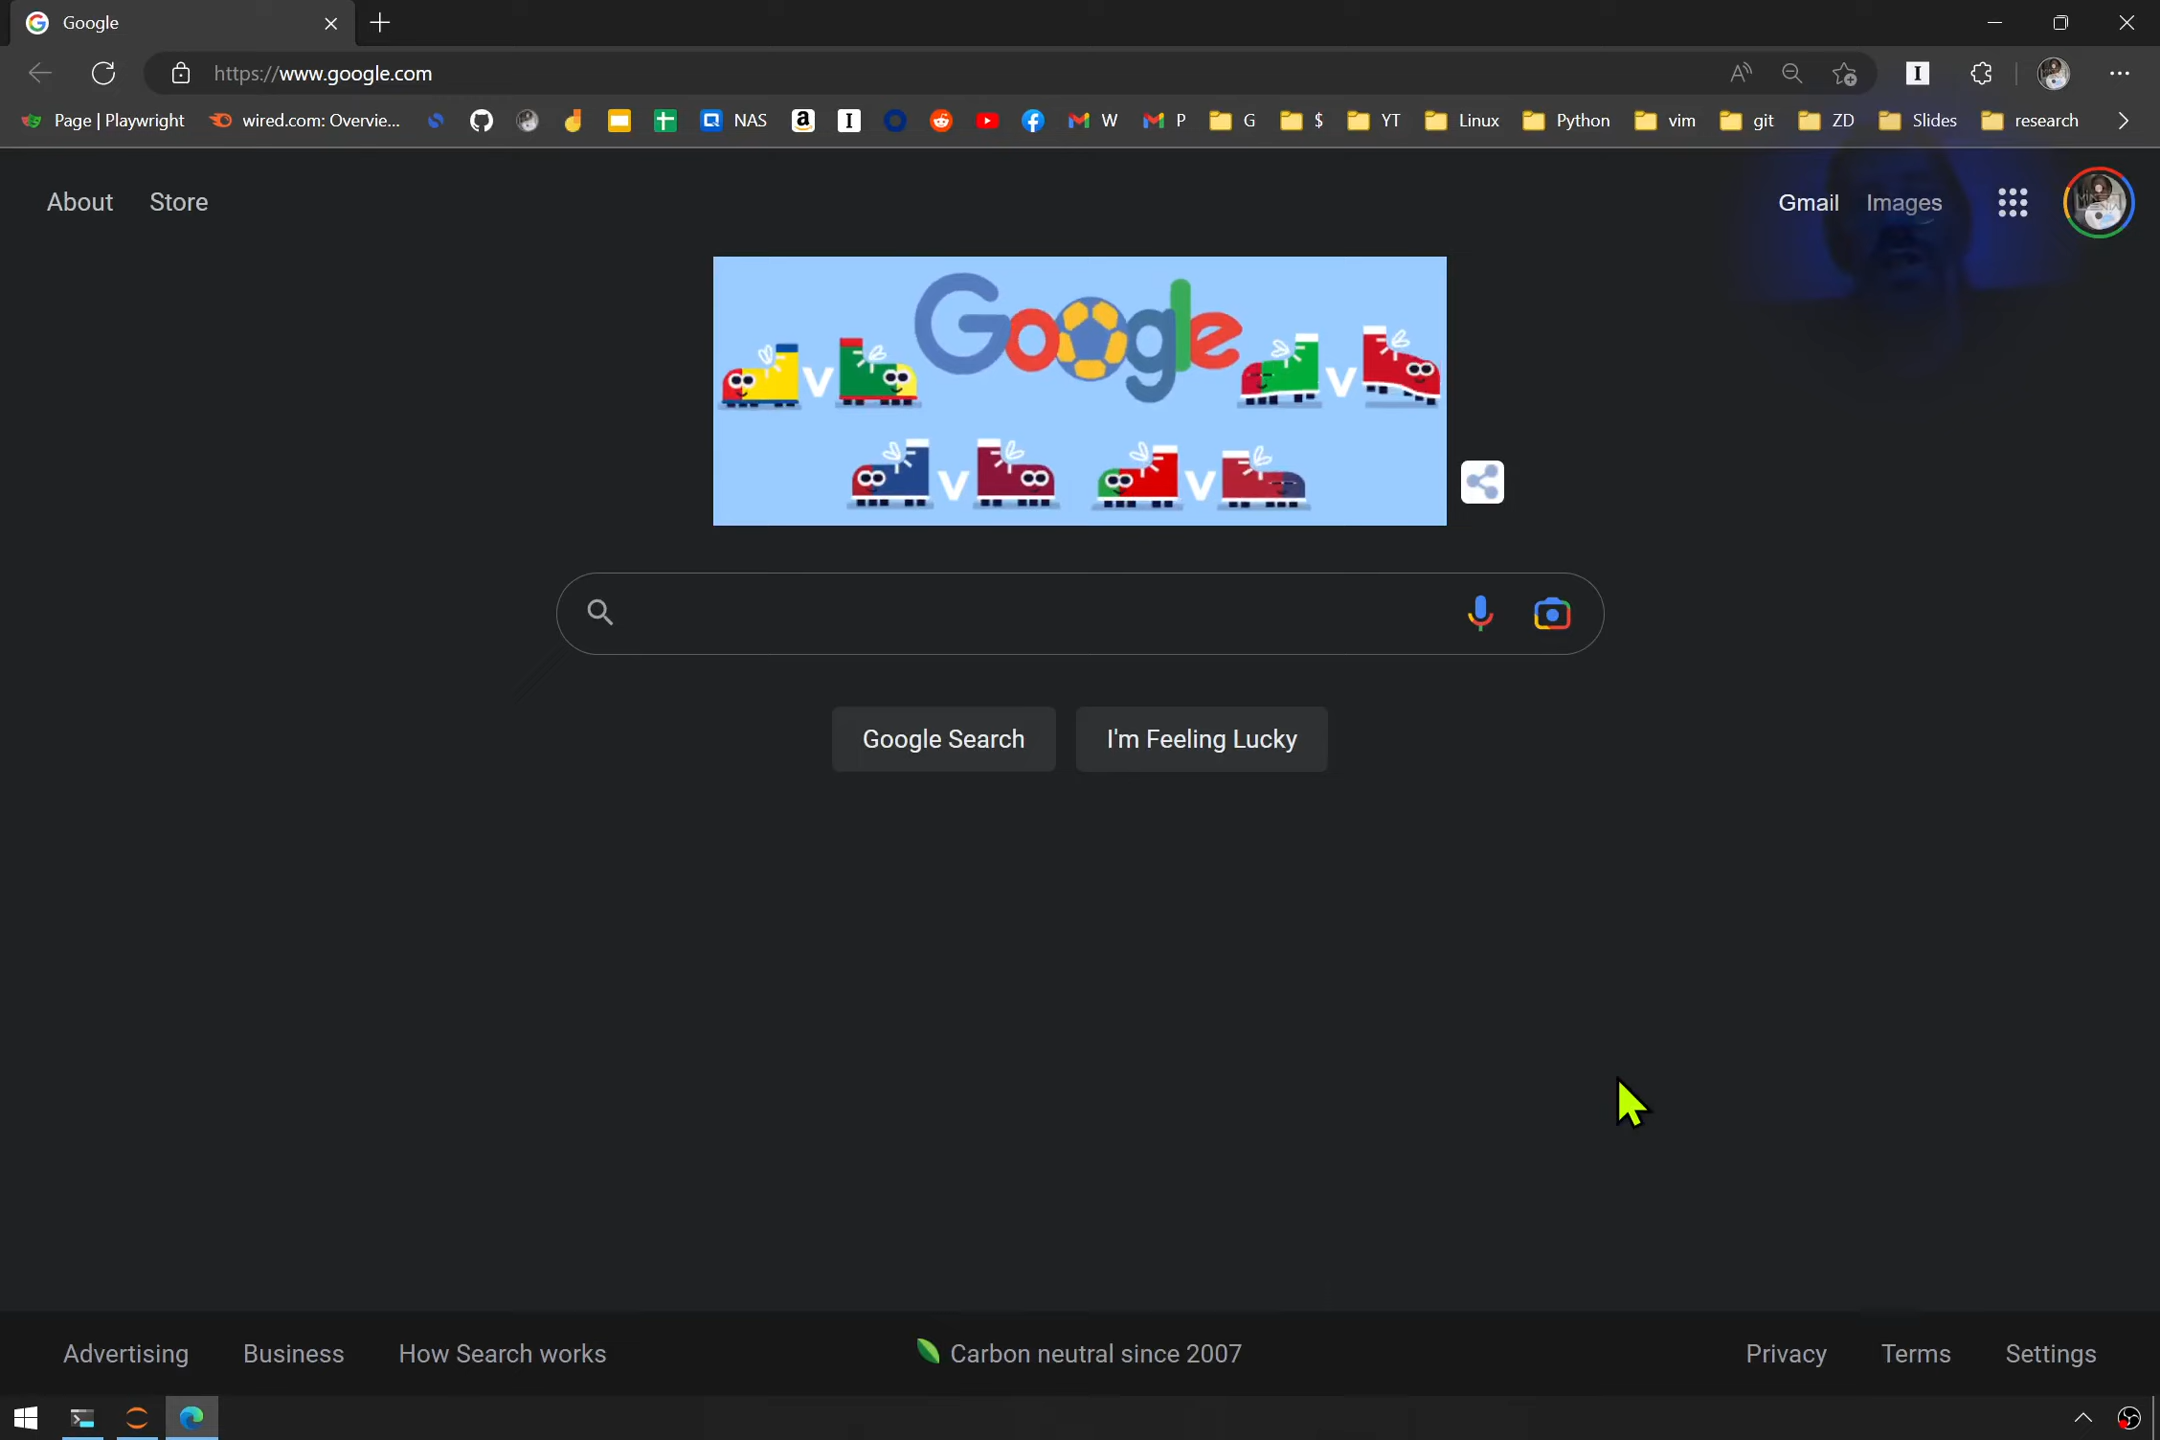 Google
https://www.google.com
Page | Playwright wired.com: Overvie... NAS W P G $ YT Linux Python vim git ZD Slides research
About Store Gmail Images
Google
v v
v v
Google Search I'm Feeling Lucky
Advertising Business How Search works Carbon neutral since 2007 Privacy Terms Settings